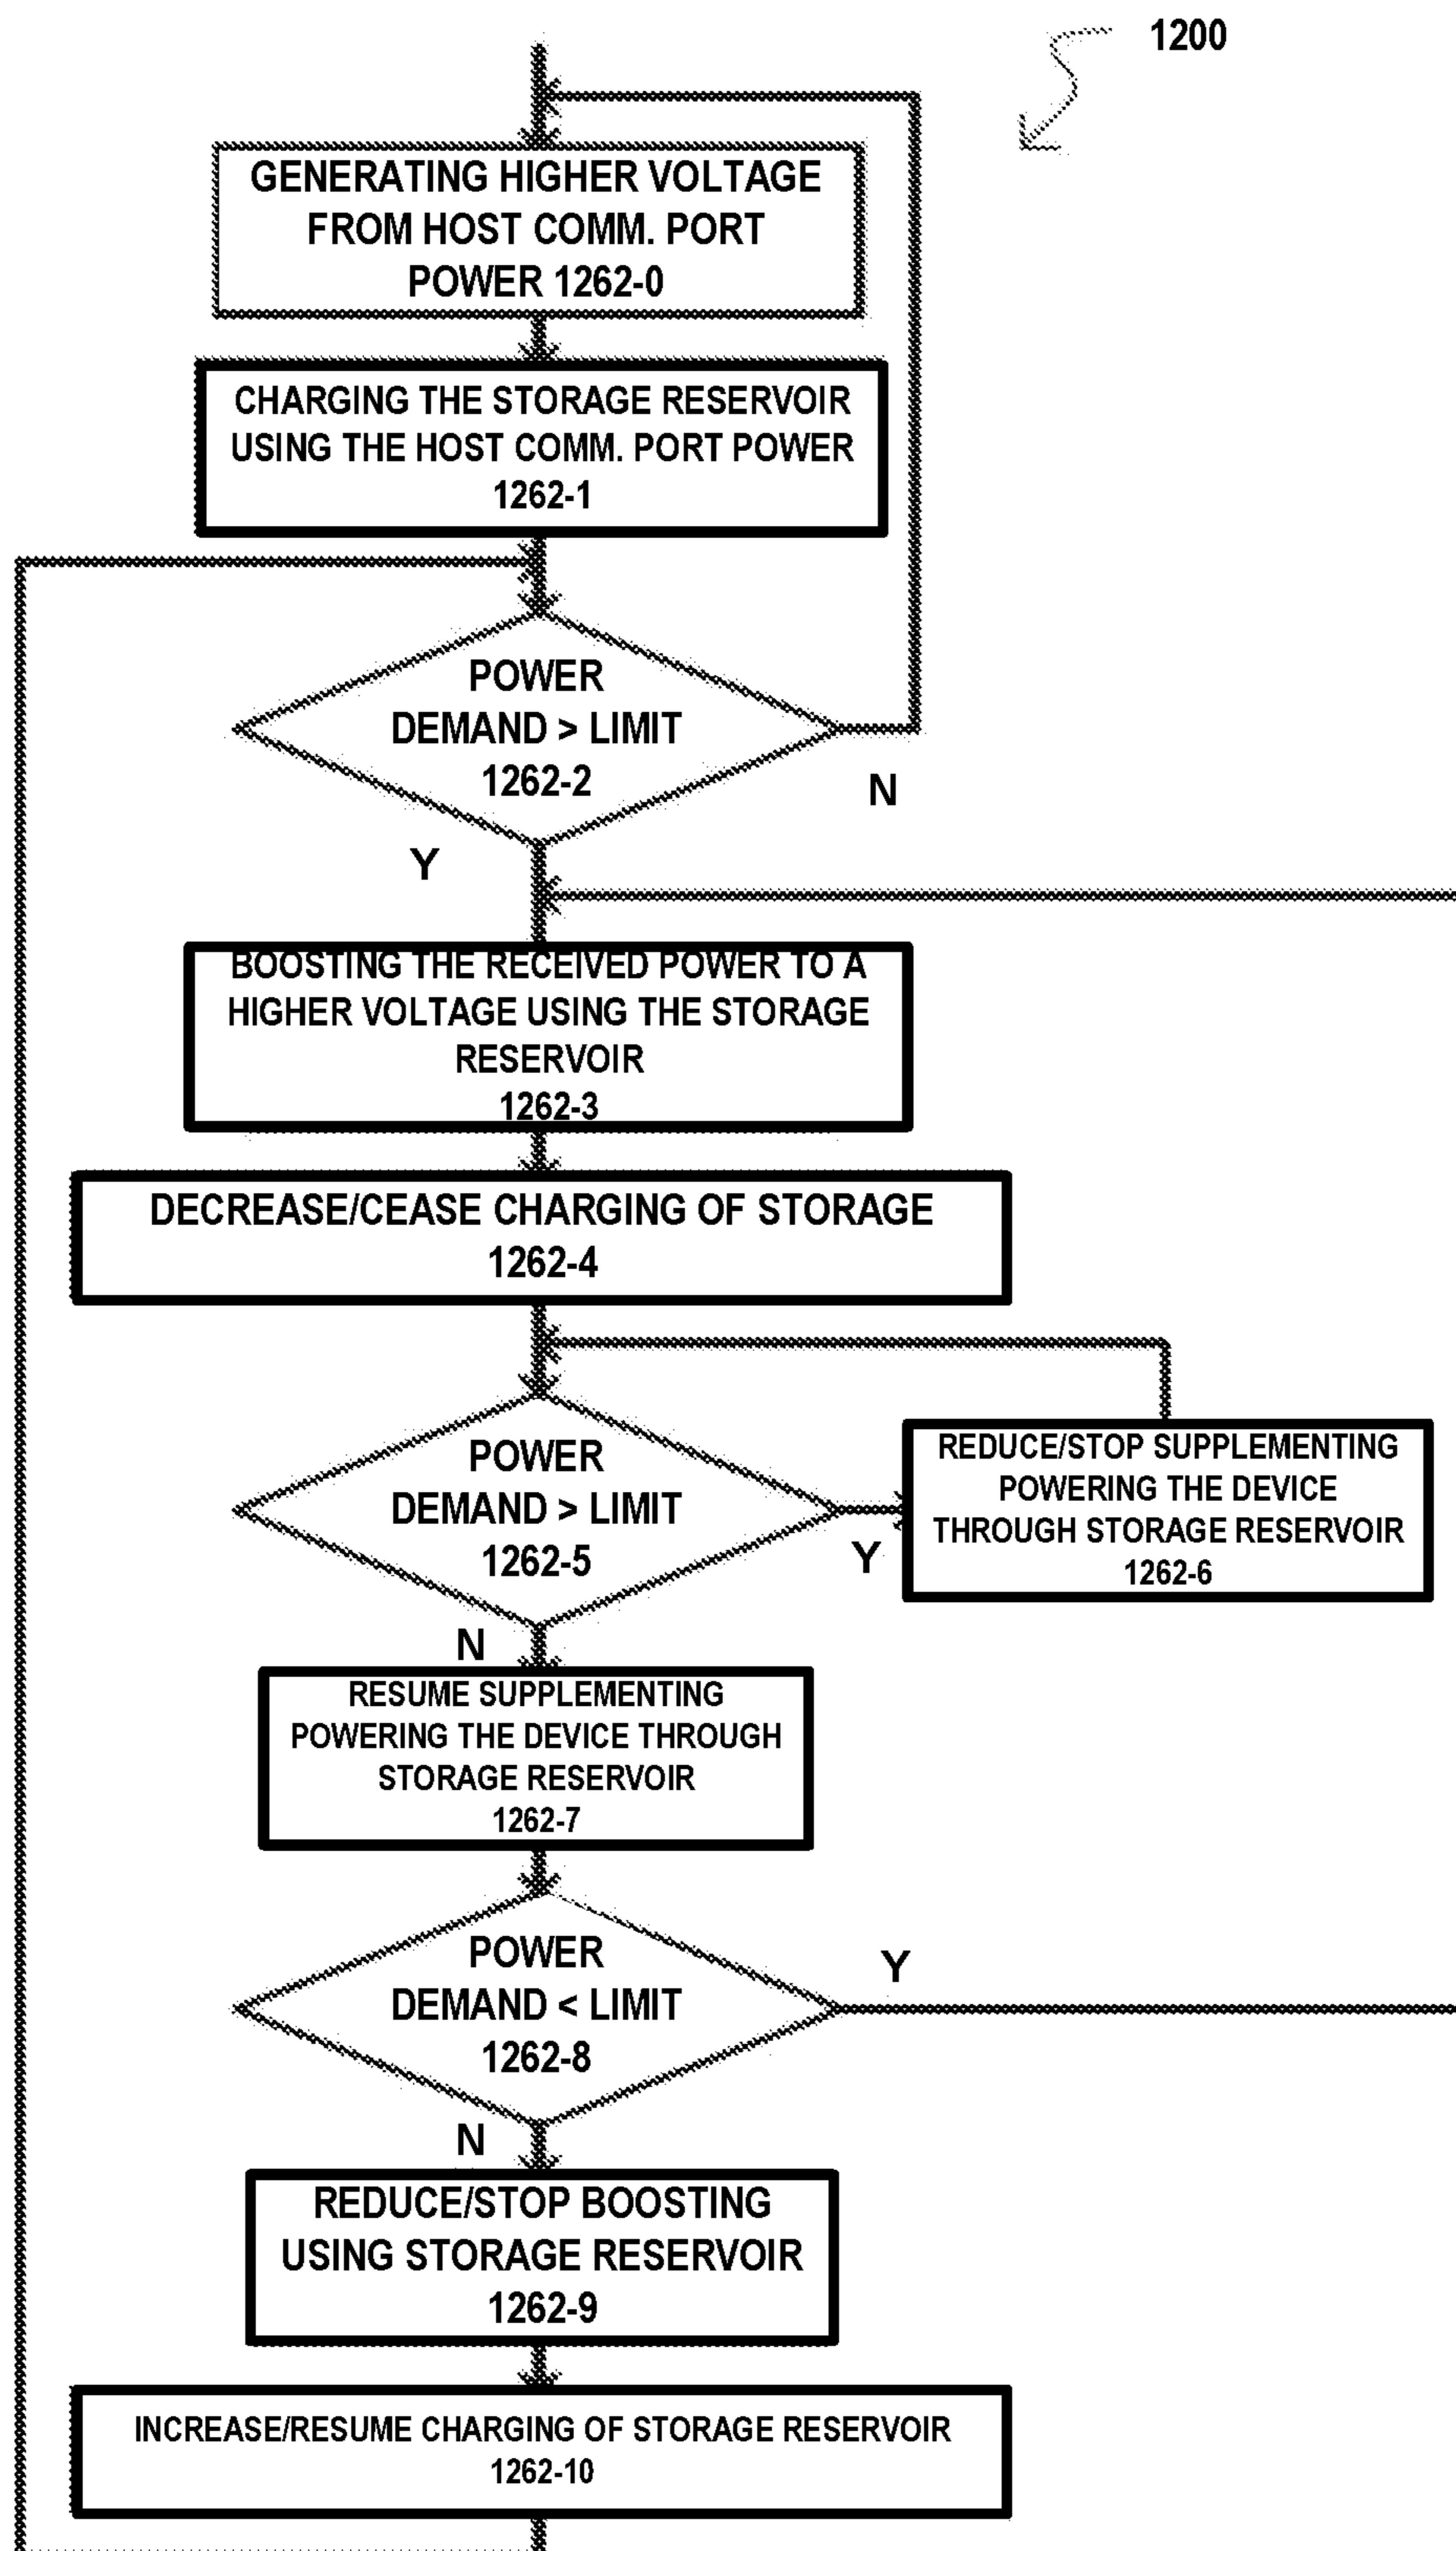 1200
GENERATING HIGHER VOLTAGE
FROM HOST COMM. PORT
POWER 1262-0
CHARGING THE STORAGE RESERVOIR
USING THE HOST COMM. PORT POWER
1262-1
POWER
DEMAND > LIMIT
1262-2
N
Y
BOOSTING THE RECEIVED POWER TO A
HIGHER VOLTAGE USING THE STORAGE
RESERVOIR
1262-3
DECREASE/CEASE CHARGING OF STORAGE
1262-4
POWER
DEMAND > LIMIT
1262-5
Y
REDUCE/STOP SUPPLEMENTING
POWERING THE DEVICE
THROUGH STORAGE RESERVOIR
1262-6
N
RESUME SUPPLEMENTING
POWERING THE DEVICE THROUGH
STORAGE RESERVOIR
1262-7
POWER
DEMAND < LIMIT
1262-8
Y
N
REDUCE/STOP BOOSTING
USING STORAGE RESERVOIR
1262-9
INCREASE/RESUME CHARGING OF STORAGE RESERVOIR
1262-10